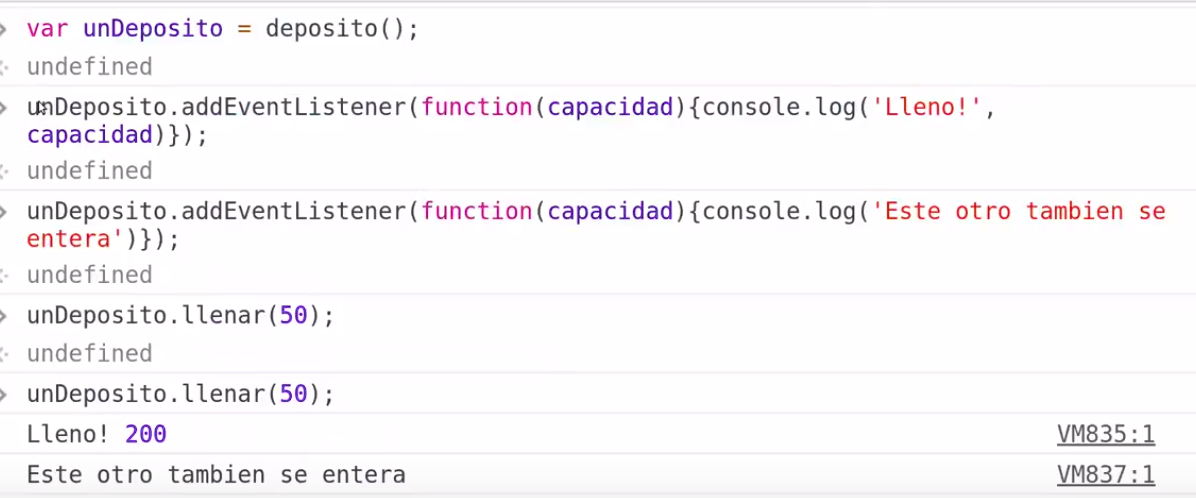 var unDeposito = deposito();
undefined
unDeposito.addEventListener(function(capacidad){console.log('Lleno!',
capacidad)});
undefined
unDeposito.addEventListener(function(capacidad){console.log('Este otro tambien se
entera')});
undefined
unDeposito.llenar(50);
undefined
unDeposito.llenar(50);
Lleno! 200 VM835:1
Este otro tambien se entera VM837:1